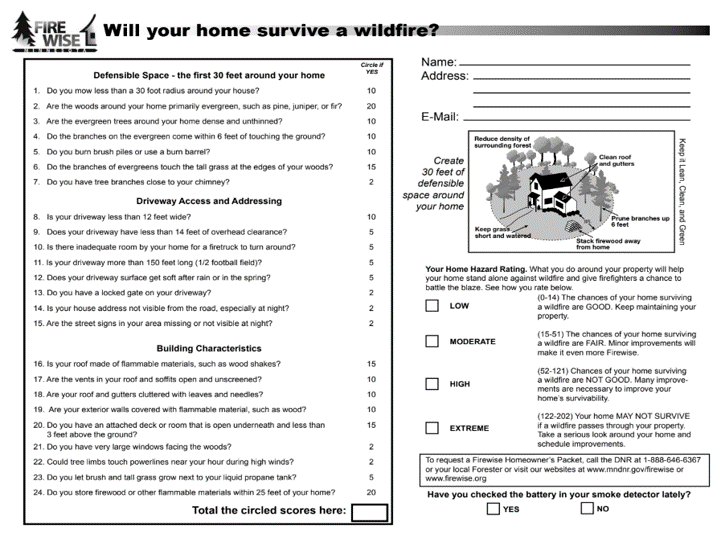 FIRE
WISE
MINNESOTA
Will your home survive a wildfire?
Circle if
YES
Defensible Space - the first 30 feet around your home
1. Do you mow less than a 30 foot radius around your house? 10
2. Are the woods around your home primarily evergreen, such as pine, juniper, or fir? 20
3. Are the evergreen trees around your home dense and unthinned? 10
4. Do the branches on the evergreen come within 6 feet of touching the ground? 10
5. Do you burn brush piles or use a burn barrel? 10
6. Do the branches of evergreens touch the tall grass at the edges of your woods? 15
7. Do you have tree branches close to your chimney? 2
Driveway Access and Addressing
8. Is your driveway less than 12 feet wide? 10
9. Does your driveway have less than 14 feet of overhead clearance? 5
10. Is there inadequate room by your home for a firetruck to turn around? 5
11. Is your driveway more than 150 feet long (1/2 football field)? 5
12. Does your driveway surface get soft after rain or in the spring? 5
13. Do you have a locked gate on your driveway? 2
14. Is your house address not visible from the road, especially at night? 2
15. Are the street signs in your area missing or not visible at night? 2
Building Characteristics
16. Is your roof made of flammable materials, such as wood shakes? 15
17. Are the vents in your roof and soffits open and unscreened? 10
18. Are your roof and gutters cluttered with leaves and needles? 10
19. Are your exterior walls covered with flammable material, such as wood? 10
20. Do you have an attached deck or room that is open underneath and less than 15
3 feet above the ground?
21. Do you have very large windows facing the woods? 2
22. Could tree limbs touch powerlines near your hour during high winds? 2
23. Do you let brush and tall grass grow next to your liquid propane tank? 5
24. Do you store firewood or other flammable materials within 25 feet of your home? 20
Total the circled scores here:
Name:
Address:
E-Mail:
Create
30 feet of
defensible
space around
your home
Reduce density of
surrounding forest
Clean roof
and gutters
Prune branches up
6 feet
Keep grass
short and watered
Stack firewood away
from home
Keep it Lean, Clean, and Green
Your Home Hazard Rating. What you do around your property will help
your home stand alone against wildfire and give firefighters a chance to
battle the blaze. See how you rate below.
LOW
(0-14) The chances of your home surviving
a wildfire are GOOD. Keep maintaining your
property.
MODERATE
(15-51) The chances of your home surviving
a wildfire are FAIR. Minor improvements will
make it even more Firewise.
HIGH
(52-121) Chances of your home surviving
a wildfire are NOT GOOD. Many improve-
ments are necessary to improve your
home's survivability.
EXTREME
(122-202) Your home MAY NOT SURVIVE
if a wildfire passes through your property.
Take a serious look around your home and
schedule improvements.
To request a Firewise Homeowner's Packet, call the DNR at 1-888-646-6367
or your local Forester or visit our websites at www.mndnr.gov/firewise or
www.firewise.org
Have you checked the battery in your smoke detector lately?
YES
NO